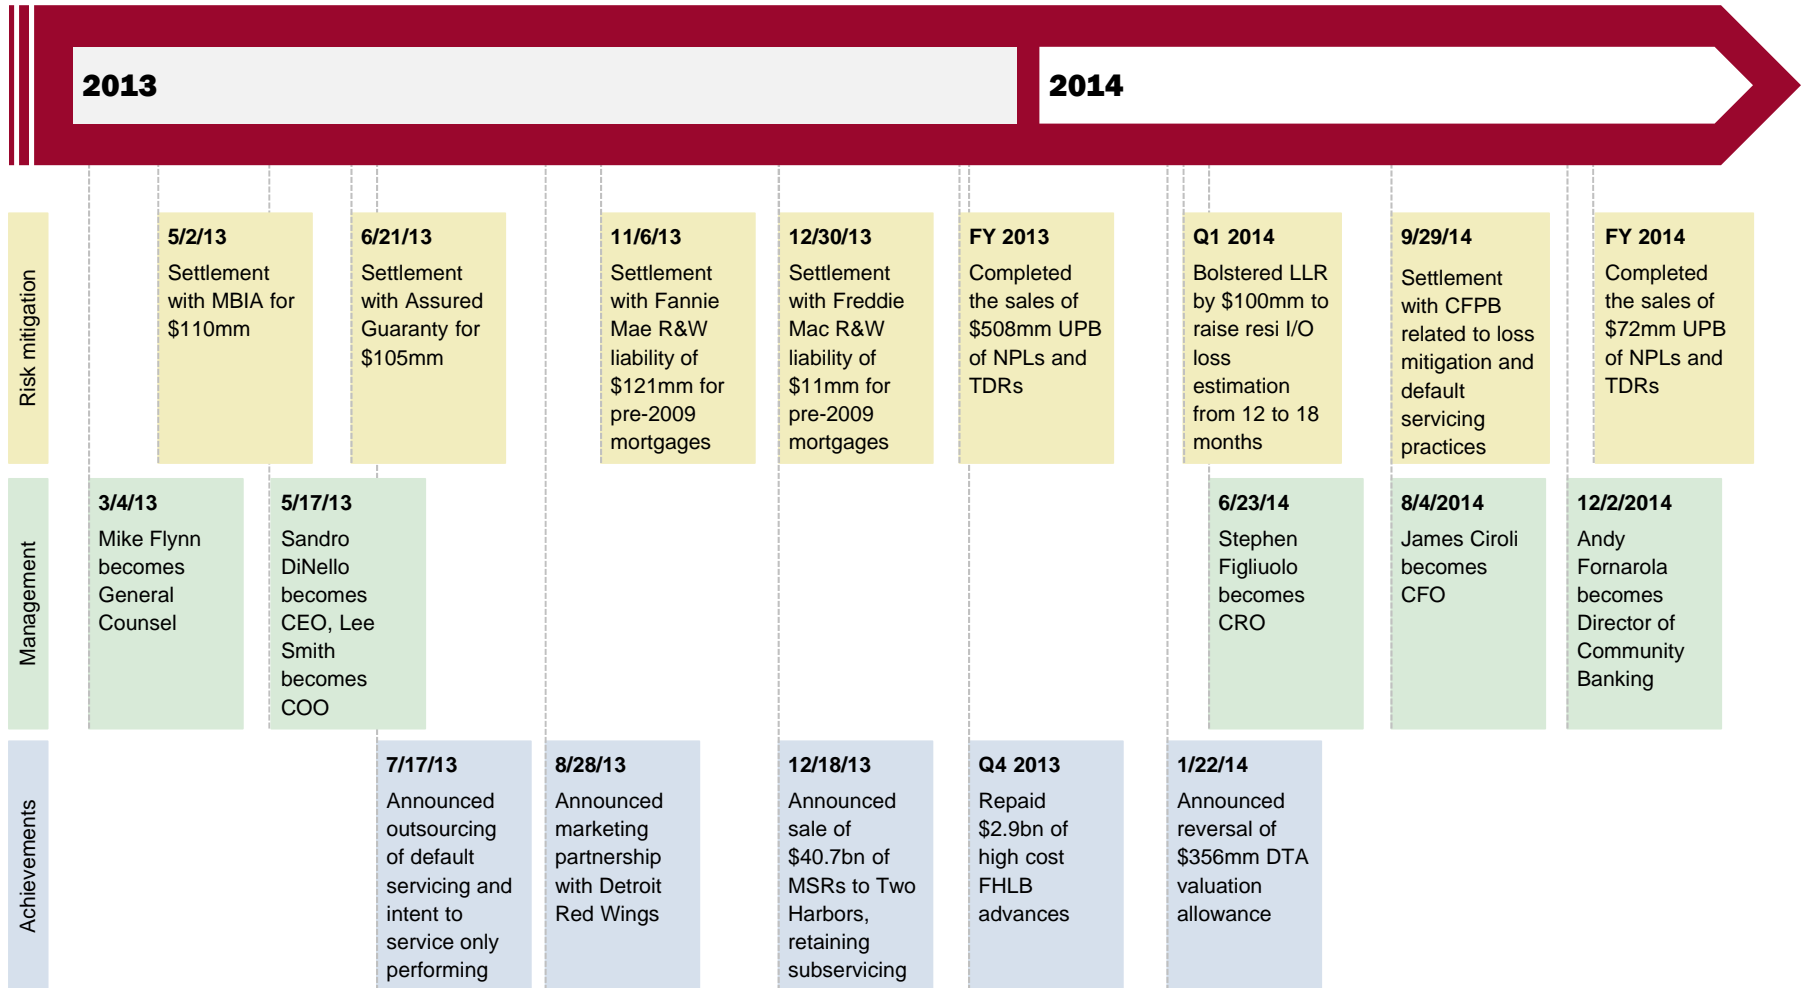 2013
2014
Risk mitigation
5/2/13
Settlement
with MBIA for
$110mm
6/21/13
Settlement
with Assured
Guaranty for
$105mm
11/6/13
Settlement
with Fannie
Mae R&W
liability of
$121mm for
pre-2009
mortgages
12/30/13
Settlement
with Freddie
Mac R&W
liability of
$11mm for
pre-2009
mortgages
FY 2013
Completed
the sales of
$508mm UPB
of NPLs and
TDRs
Q1 2014
Bolstered LLR
by $100mm to
raise resi I/O
loss
estimation
from 12 to 18
months
9/29/14
Settlement
with CFPB
related to loss
mitigation and
default
servicing
practices
FY 2014
Completed
the sales of
$72mm UPB
of NPLs and
TDRs
Management
3/4/13
Mike Flynn
becomes
General
Counsel
5/17/13
Sandro
DiNello
becomes
CEO, Lee
Smith
becomes
COO
6/23/14
Stephen
Figliuolo
becomes
CRO
8/4/2014
James Ciroli
becomes
CFO
12/2/2014
Andy
Fornarola
becomes
Director of
Community
Banking
Achievements
7/17/13
Announced
outsourcing
of default
servicing and
intent to
service only
performing
8/28/13
Announced
marketing
partnership
with Detroit
Red Wings
12/18/13
Announced
sale of
$40.7bn of
MSRs to Two
Harbors,
retaining
subservicing
Q4 2013
Repaid
$2.9bn of
high cost
FHLB
advances
1/22/14
Announced
reversal of
$356mm DTA
valuation
allowance